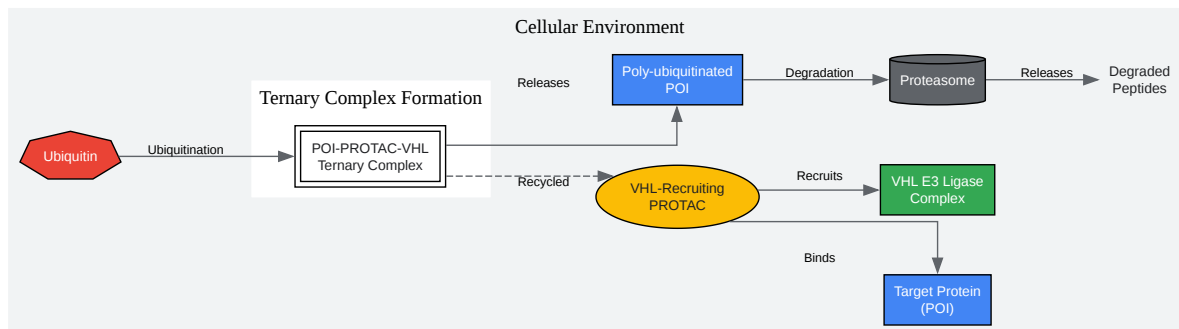 Cellular Environment
Ternary Complex Formation
Ubiquitin
Ubiquitination
POI-PROTAC-VHL
Ternary Complex
Releases
Recycled
Poly-ubiquitinated
POI
Degradation
Proteasome
Releases
Degraded
Peptides
VHL-Recruiting
PROTAC
Recruits
VHL E3 Ligase
Complex
Binds
Target Protein
(POI)